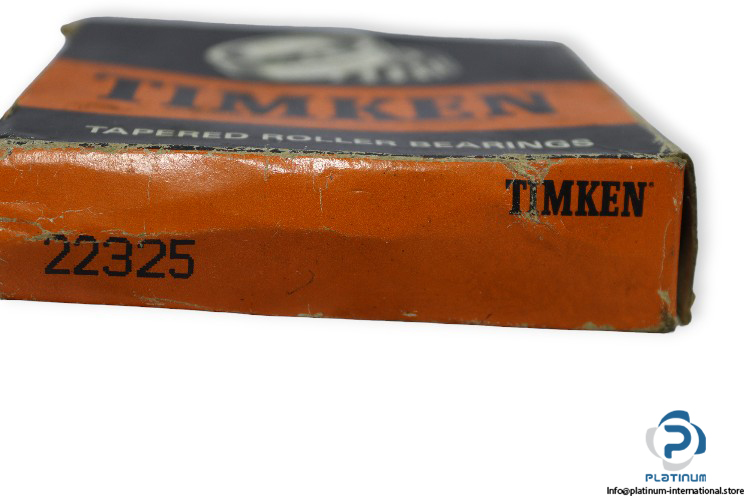 TIMKEN
TAPERED ROLLER BEARINGS
TIMKEN
22325
PLATINUM
Info@platinum-international.store